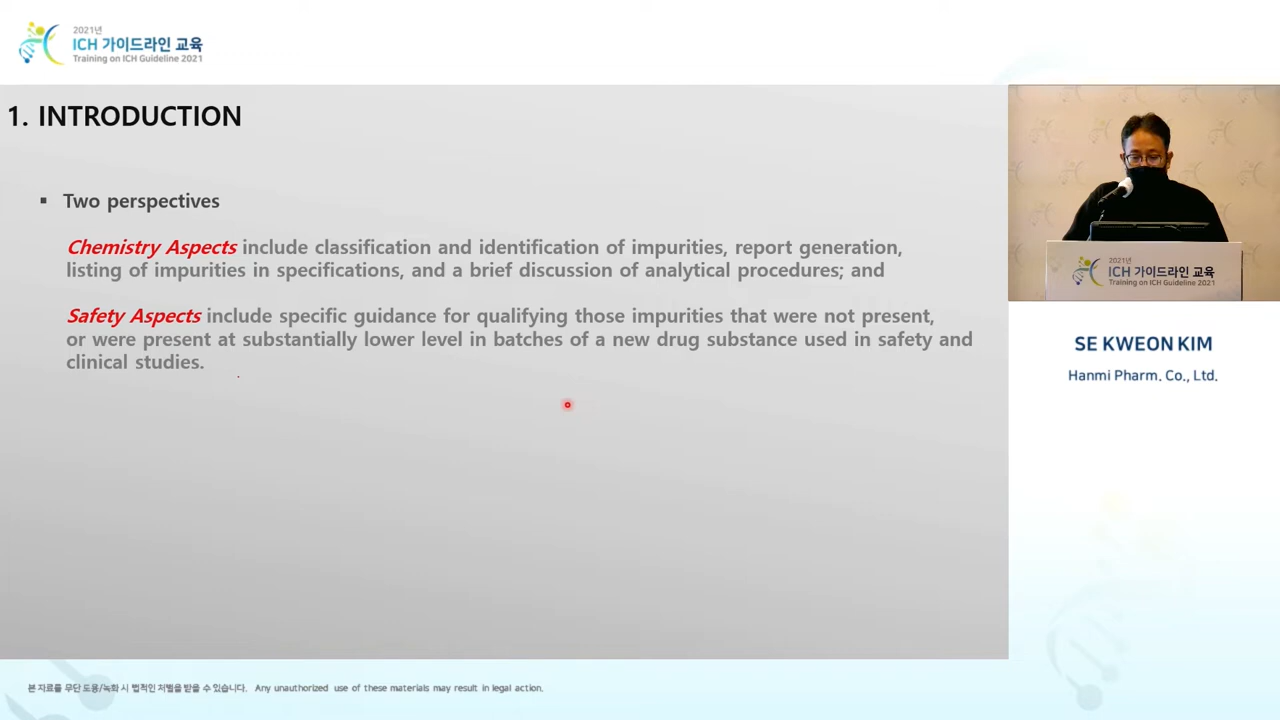 2021년
ICH 가이드라인 교육
Training on ICH Guideline 2021
1. INTRODUCTION
▪ Two perspectives
Chemistry Aspects include classification and identification of impurities, report generation,
listing of impurities in specifications, and a brief discussion of analytical procedures; and
Safety Aspects include specific guidance for qualifying those impurities that were not present,
or were present at substantially lower level in batches of a new drug substance used in safety and
clinical studies.
2021년
ICH 가이드라인 교육
Training on ICH Guideline 2021
SE KWEON KIM
Hanmi Pharm. Co., Ltd.
본 자료를 무단 도용/녹화 시 법적인 처벌을 받을 수 있습니다. Any unauthorized use of these materials may result in legal action.